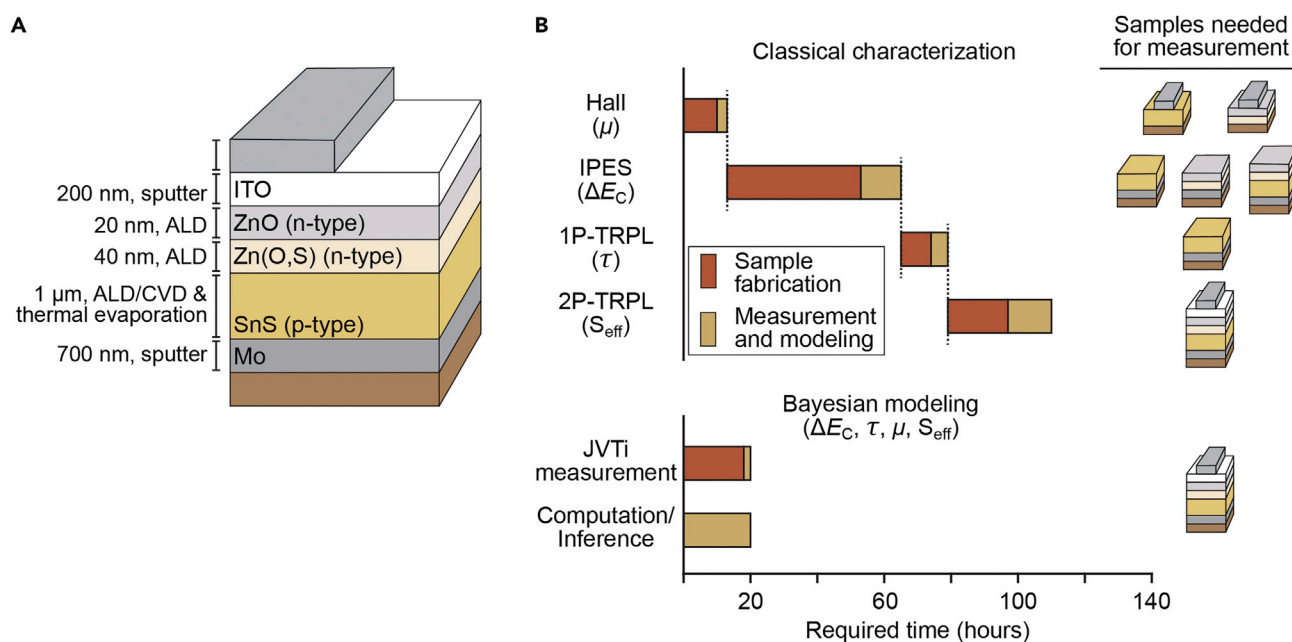 A
200 nm, sputter
20 nm, ALD
40 nm, ALD
1 µm, ALD/CVD &
thermal evaporation
700 nm, sputter
ITO
ZnO (n-type)
Zn(O,S) (n-type)
SnS (p-type)
Mo
B
Classical characterization
Samples needed
for measurement
Hall
(µ)
IPES
(ΔE_C)
1P-TRPL
(τ)
2P-TRPL
(S_eff)
Sample
fabrication
Measurement
and modeling
Bayesian modeling
(ΔE_C, τ, µ, S_eff)
JVTi
measurement
Computation/
Inference
20 60 100 140
Required time (hours)